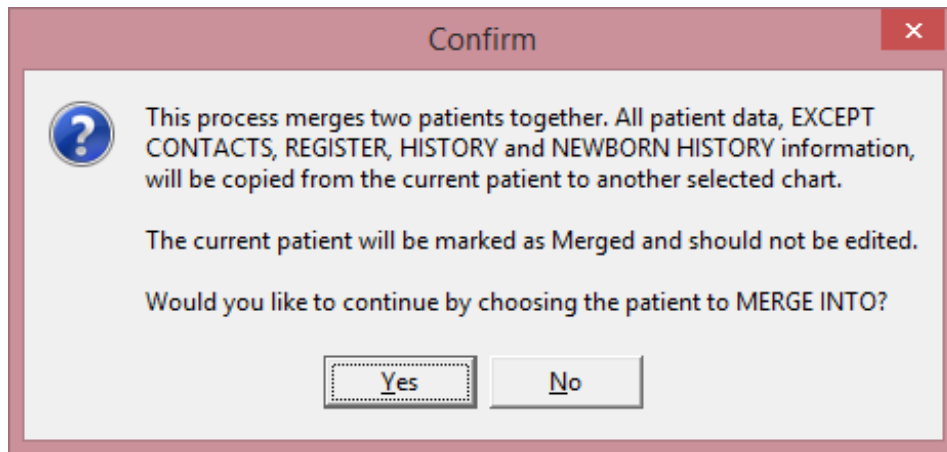 Confirm
This process merges two patients together. All patient data, EXCEPT
CONTACTS, REGISTER, HISTORY and NEWBORN HISTORY information,
will be copied from the current patient to another selected chart.
The current patient will be marked as Merged and should not be edited.
Would you like to continue by choosing the patient to MERGE INTO?
Yes No